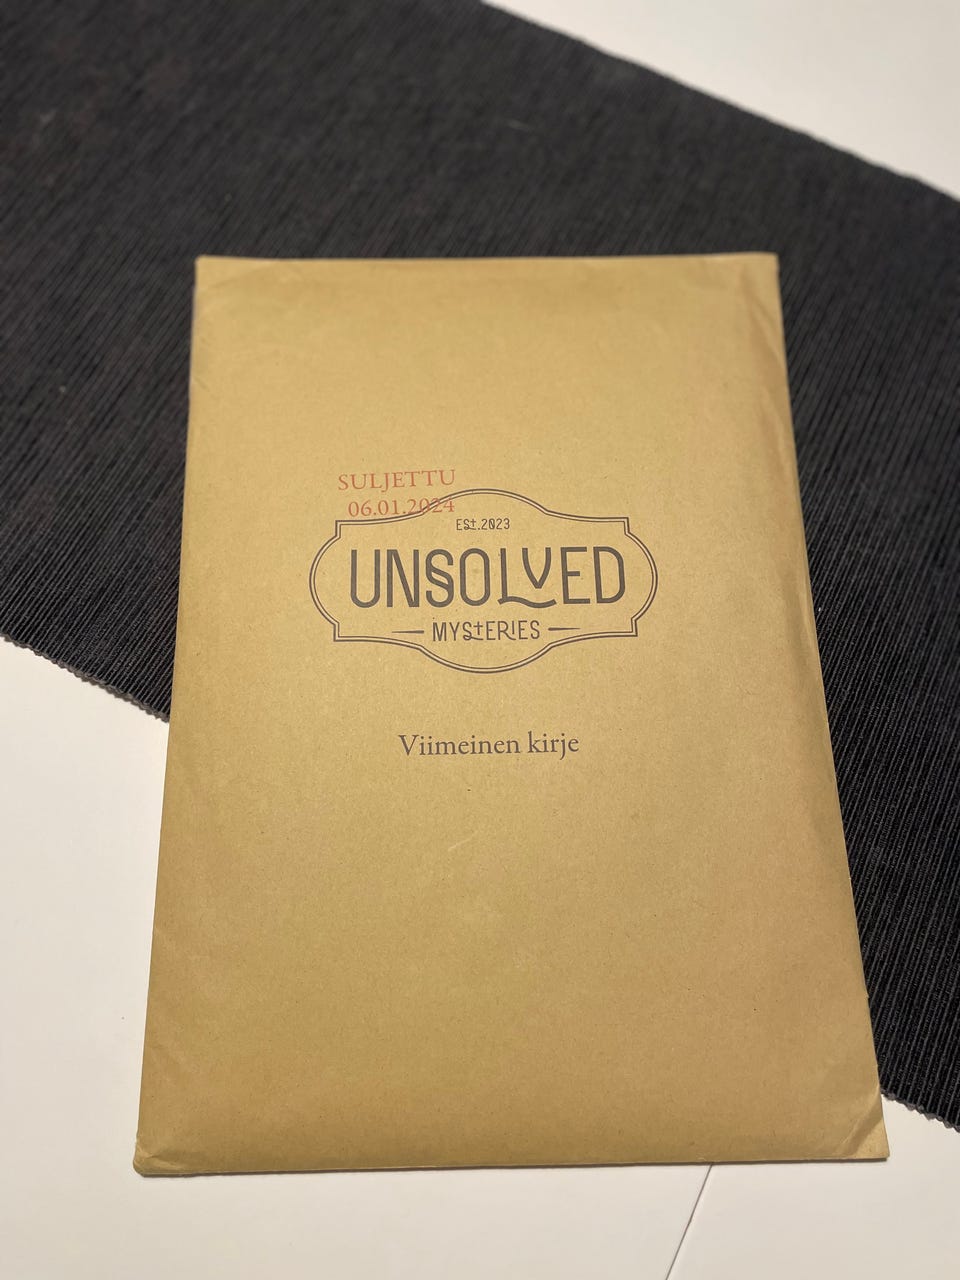 SULJETTU
06.01.2024
EST.2023
UNSOLVED
MYSTERIES
Viimeinen kirje